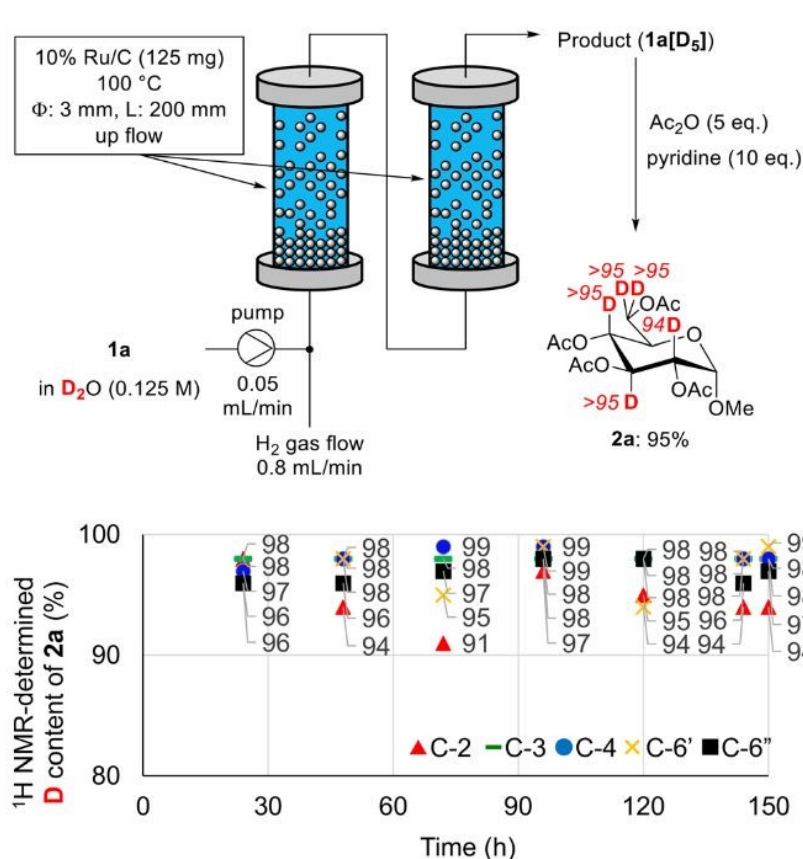 10% Ru/C (125 mg)
100 °C
Φ: 3 mm, L: 200 mm
up flow
Product (1a[D₅])
Ac₂O (5 eq.)
pyridine (10 eq.)
pump
1a
in D₂O (0.125 M)
0.05
mL/min
H₂ gas flow
0.8 mL/min
>95 >95
>95 DD
D OAc
94 D
O
AcO
AcO
OAc
OMe
>95 D
2a: 95%
¹H NMR-determined
D content of 2a (%)
100
90
80
98
98
97
96
96
98
98
98
96
94
99
98
97
95
91
99
99
98
98
97
98
98
98
95
94
98
98
98
96
94
C-2 C-3 C-4 C-6' C-6"
0 30 60 90 120 150
Time (h)